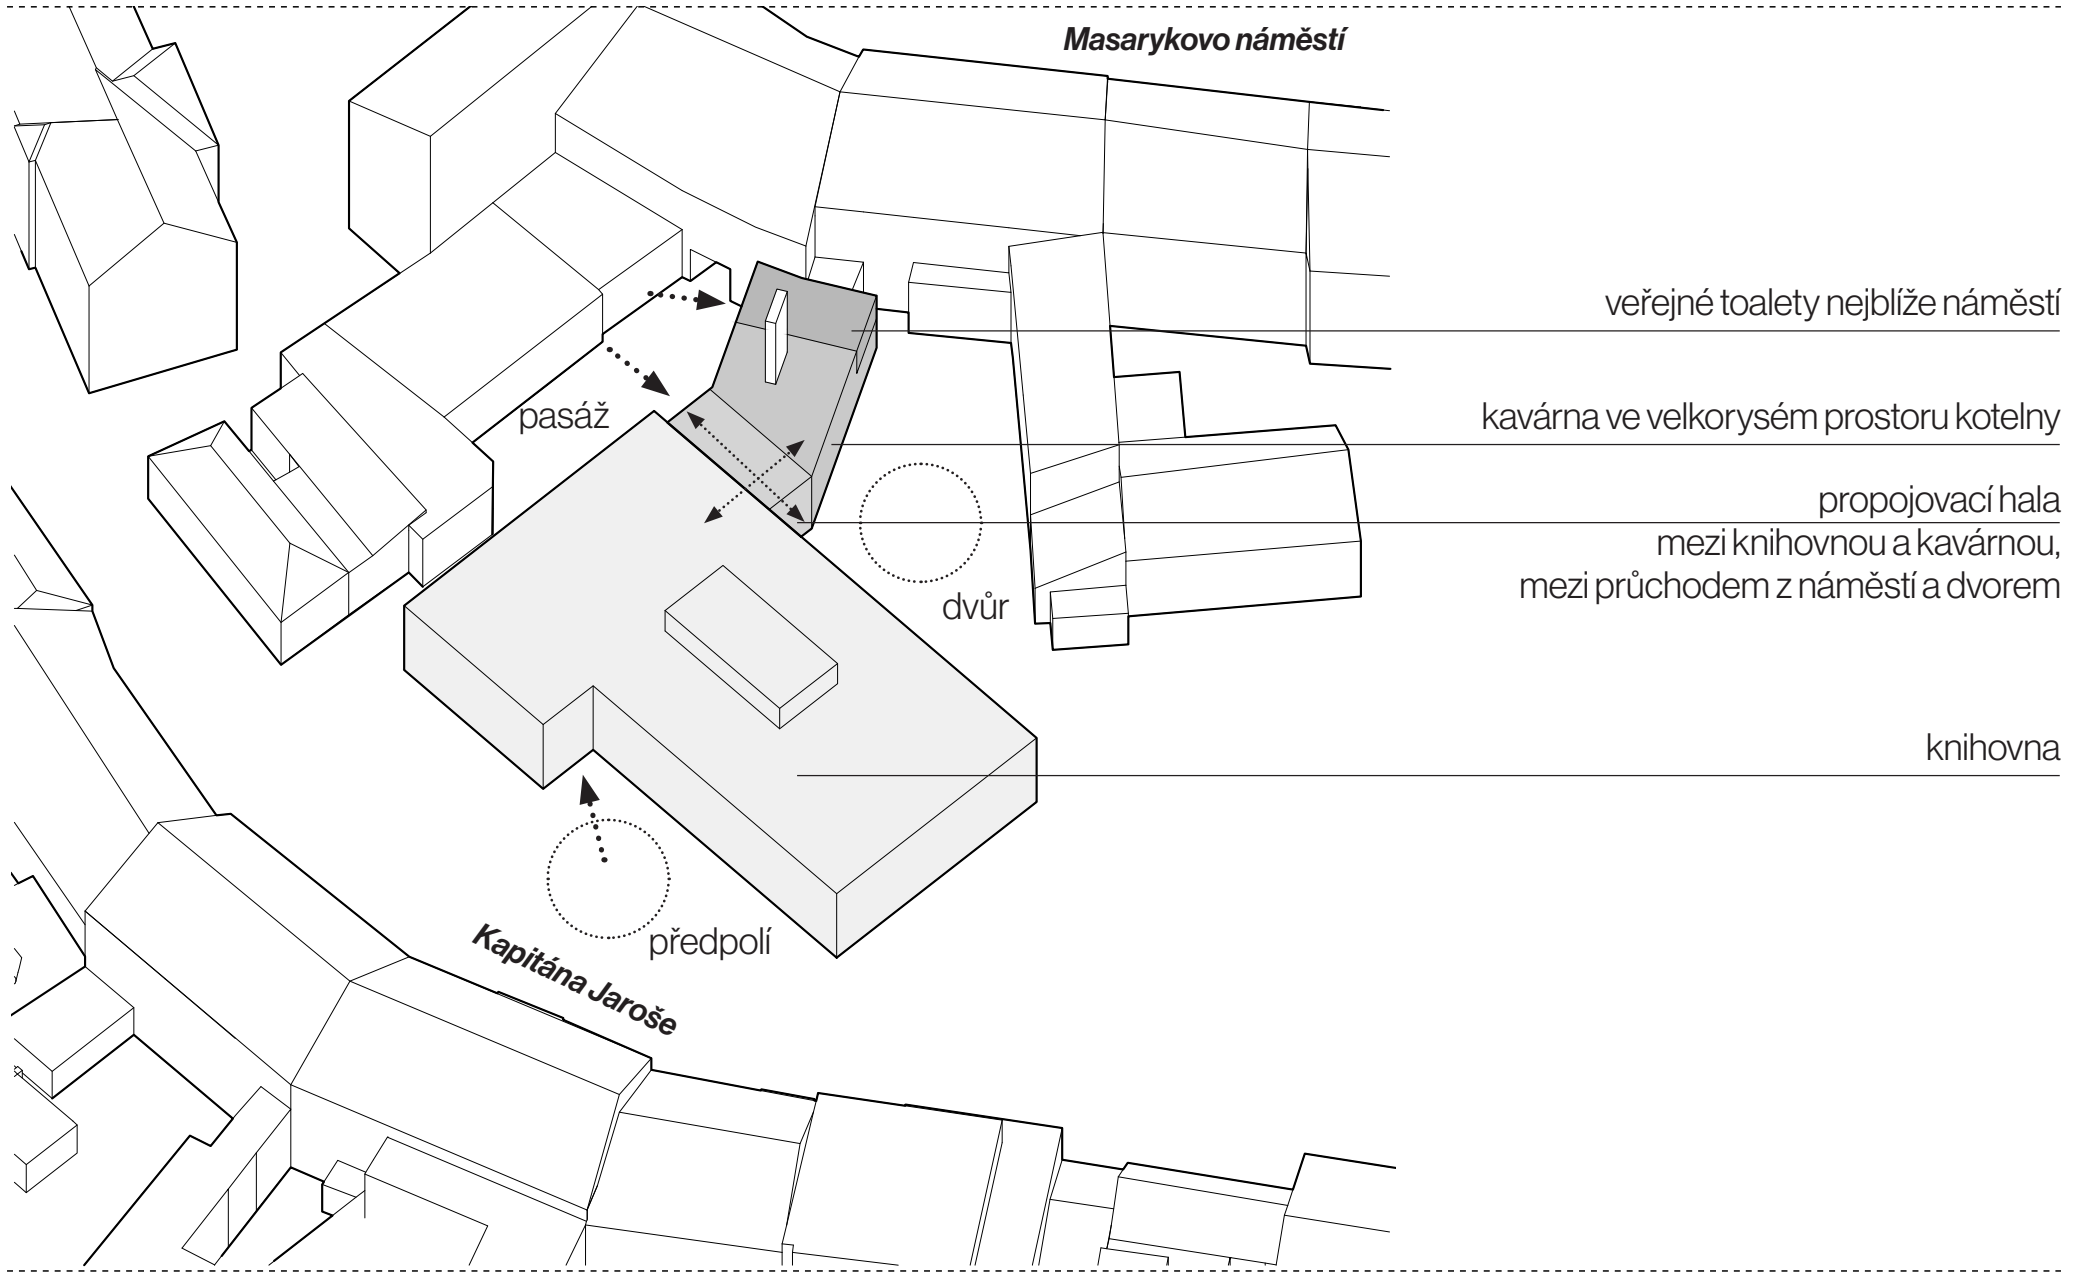 Masarykovo náměstí
veřejné toalety nejblíže náměstí
pasáž
kavárna ve velkorysém prostoru kotelny
propojovací hala
mezi knihovnou a kavárnou,
mezi průchodem z náměstí a dvorem
dvůr
knihovna
předpolí
Kapitána Jaroše